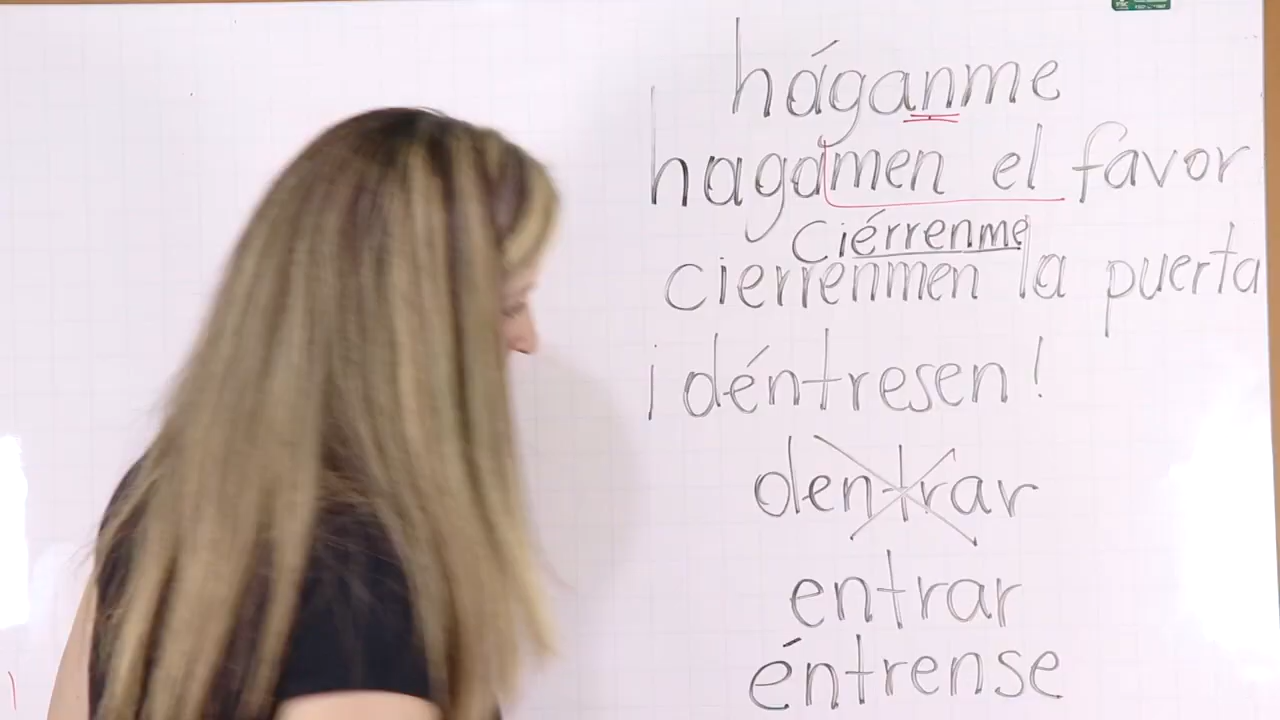 háganme
hagamen el favor
ciérrenme
cierrenmen la puerta
¡déntresen!
dentrar
entrar
éntrense